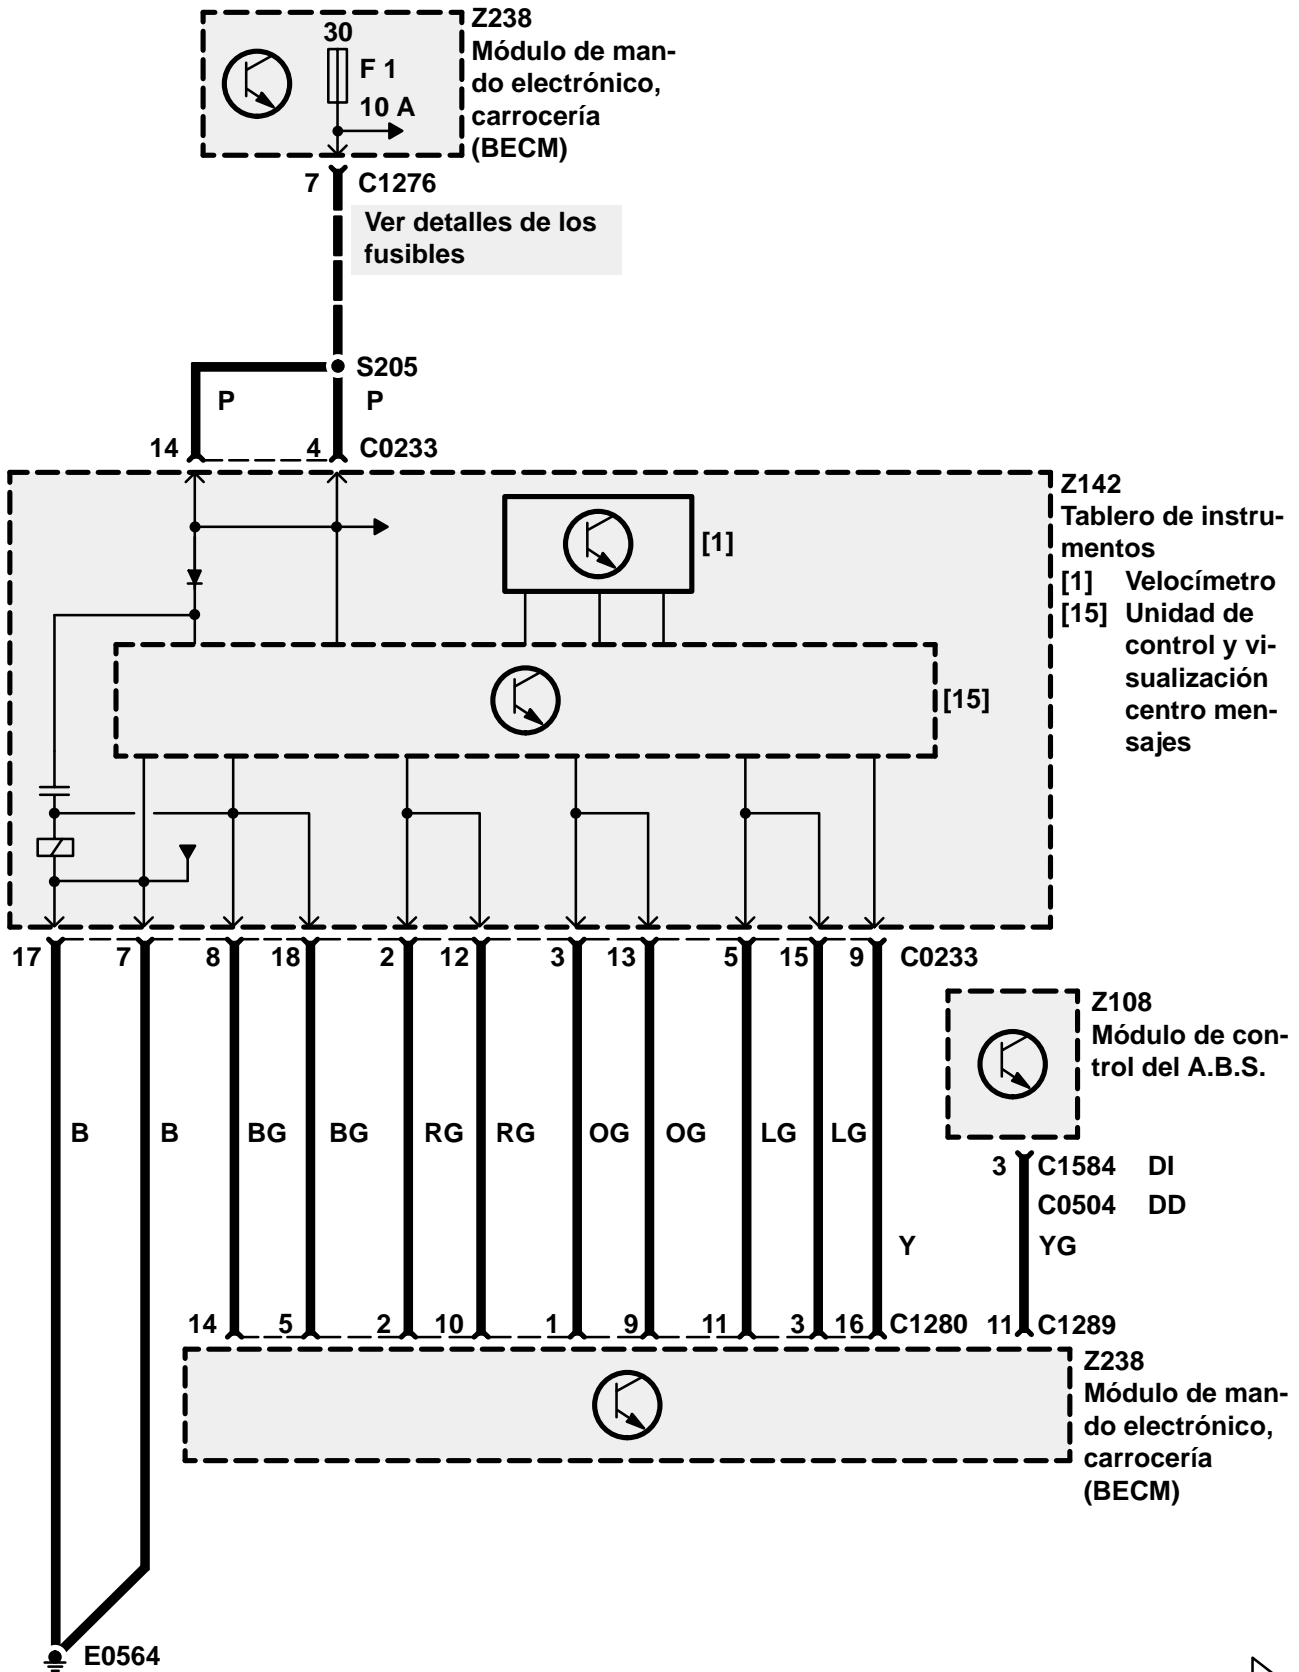 Z238
Módulo de man-
do electrónico,
carrocería
(BECM)
30
F 1
10 A
7 C1276
Ver detalles de los
fusibles
S205
P P
14 4 C0233
Z142
Tablero de instru-
mentos
[1] Velocímetro
[15] Unidad de
control y vi-
sualización
centro men-
sajes
[1]
[15]
17 7 8 18 2 12 3 13 5 15 9 C0233
Z108
Módulo de con-
trol del A.B.S.
B B BG BG RG RG OG OG LG LG
3 C1584 DI
C0504 DD
Y YG
14 5 2 10 1 9 11 3 16 C1280 11 C1289
Z238
Módulo de man-
do electrónico,
carrocería
(BECM)
E0564